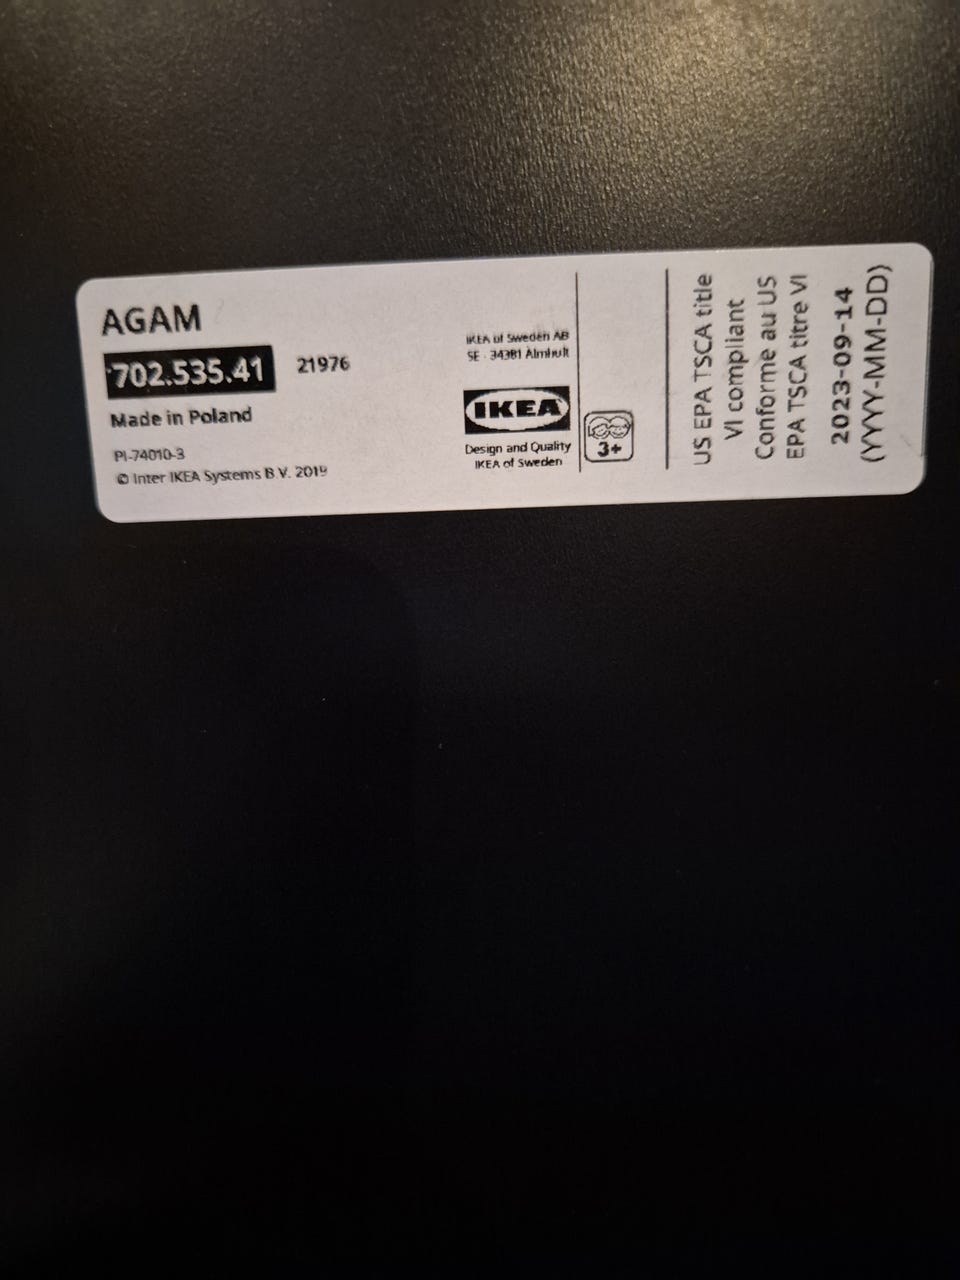 AGAM
702.535.41
21976
Made in Poland
PI-74010-3
© Inter IKEA Systems B.V. 2019
IKEA of Sweden AB
SE - 34381 Älmhult
IKEA
Design and Quality
IKEA of Sweden
3+
US EPA TSCA title
VI compliant
Conforme au US
EPA TSCA titre VI
2023-09-14
(YYYY-MM-DD)